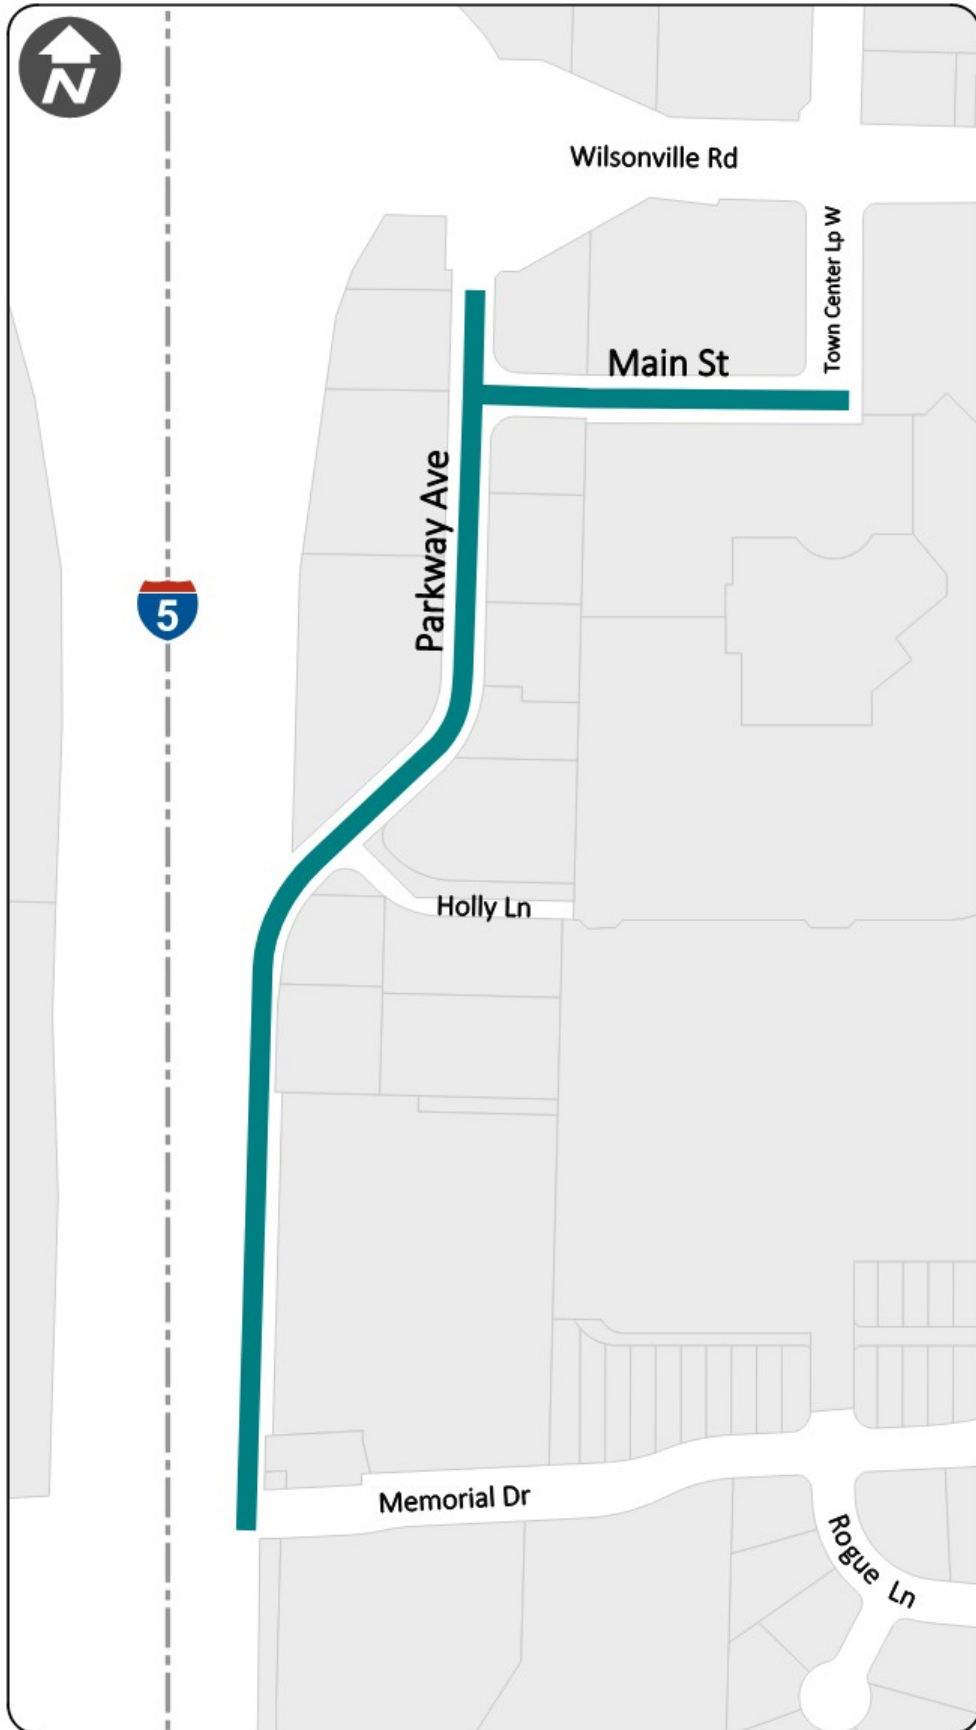 N
Wilsonville Rd
Town Center Lp W
Main St
Parkway Ave
5
Holly Ln
Memorial Dr
Rogue Ln